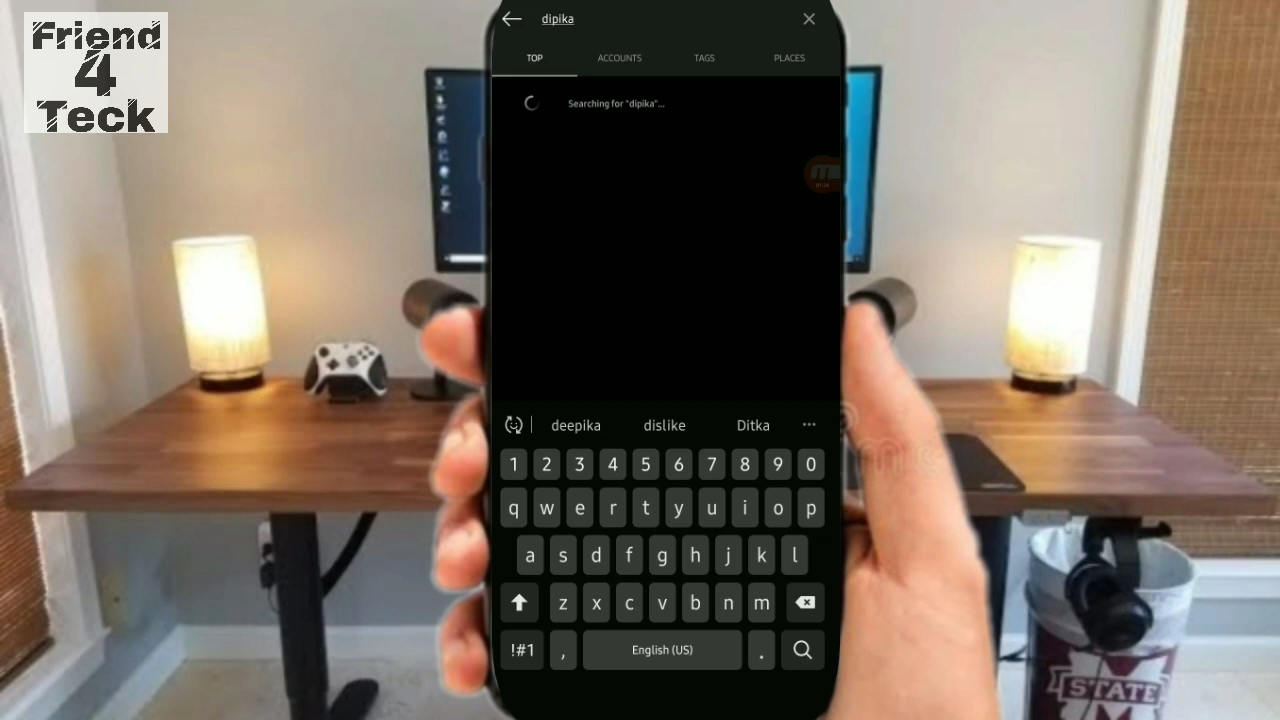 Friend
4
Teck
dipika
TOP ACCOUNTS TAGS PLACES
Searching for "dipika"...
deepika dislike Ditka
1 2 3 4 5 6 7 8 9 0
q w e r t y u i o p
a s d f g h j k l
z x c v b n m
!#1 , English (US) .
STATE